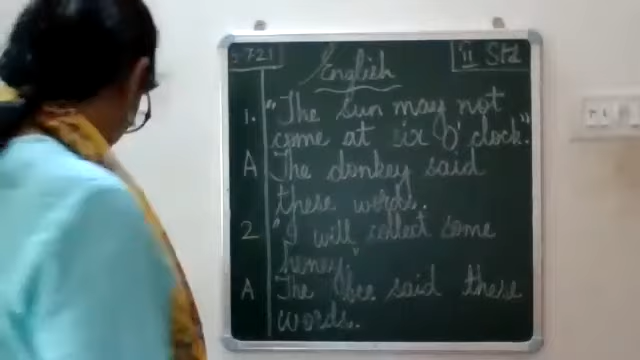 5-7-21 English II Std
1. "The sun may not
come at six O' clock".
A The donkey said
these words.
2 "I will collect some
honey"
A The bee said these
words.